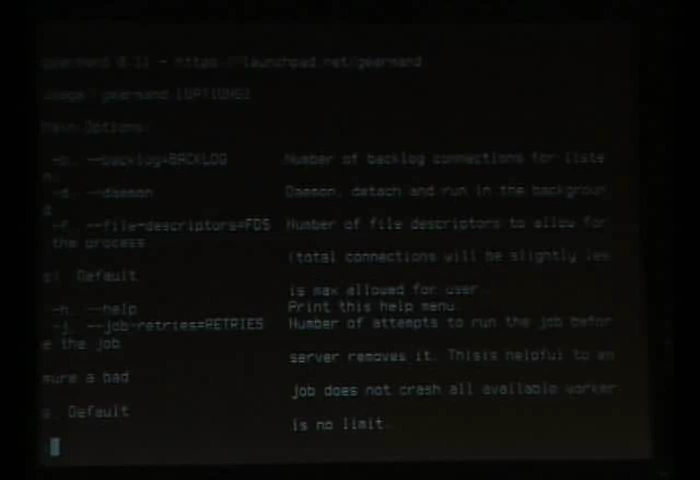 gearmand 0.11 - https://launchpad.net/gearmand
usage: gearmand [OPTIONS]
Main Options:
-b, --backlog=BACKLOG Number of backlog connections for liste
n.
-d, --daemon Daemon, detach and run in the backgroun
d
-f, --file-descriptors=FDS Number of file descriptors to allow for
the process
(total connections will be slightly les
s). Default
is max allowed for user.
-h, --help Print this help menu.
-j, --job-retries=RETRIES Number of attempts to run the job befor
e the job
server removes it. Thisis helpful to en
sure a bad
job does not crash all available worker
s. Default
is no limit.